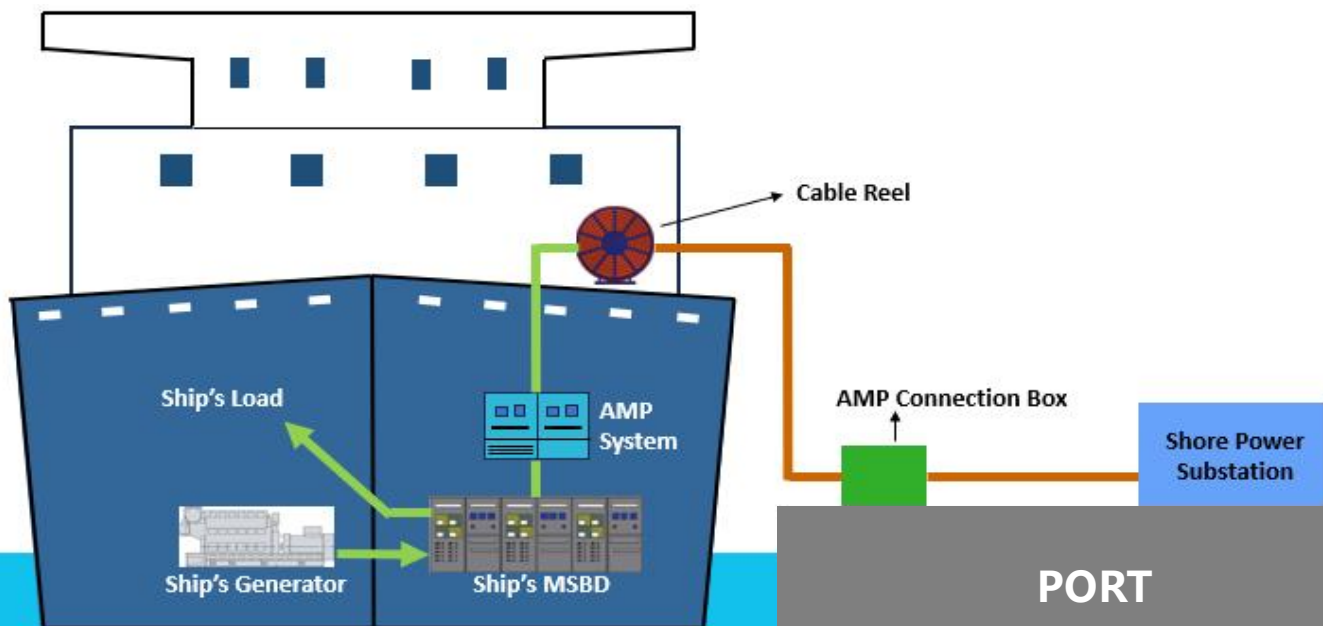 Cable Reel
Ship's Load
AMP
System
AMP Connection Box
Shore Power
Substation
Ship's Generator
Ship's MSBD
PORT